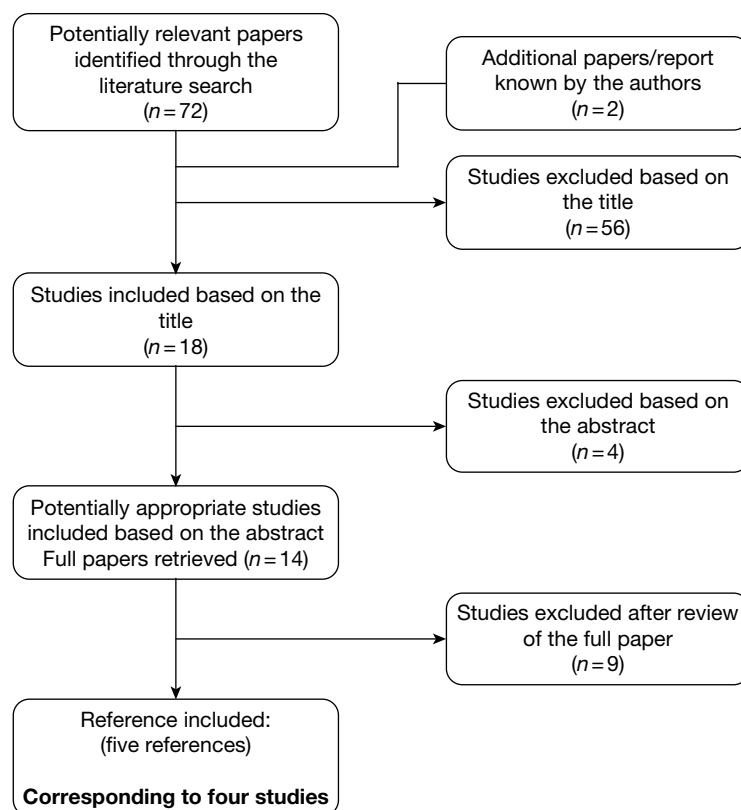 Potentially relevant papers
identified through the
literature search
(n=72)
Additional papers/report
known by the authors
(n=2)
Studies excluded based on
the title
(n=56)
Studies included based on the
title
(n=18)
Studies excluded based on
the abstract
(n=4)
Potentially appropriate studies
included based on the abstract
Full papers retrieved (n=14)
Studies excluded after review
of the full paper
(n=9)
Reference included:
(five references)
Corresponding to four studies